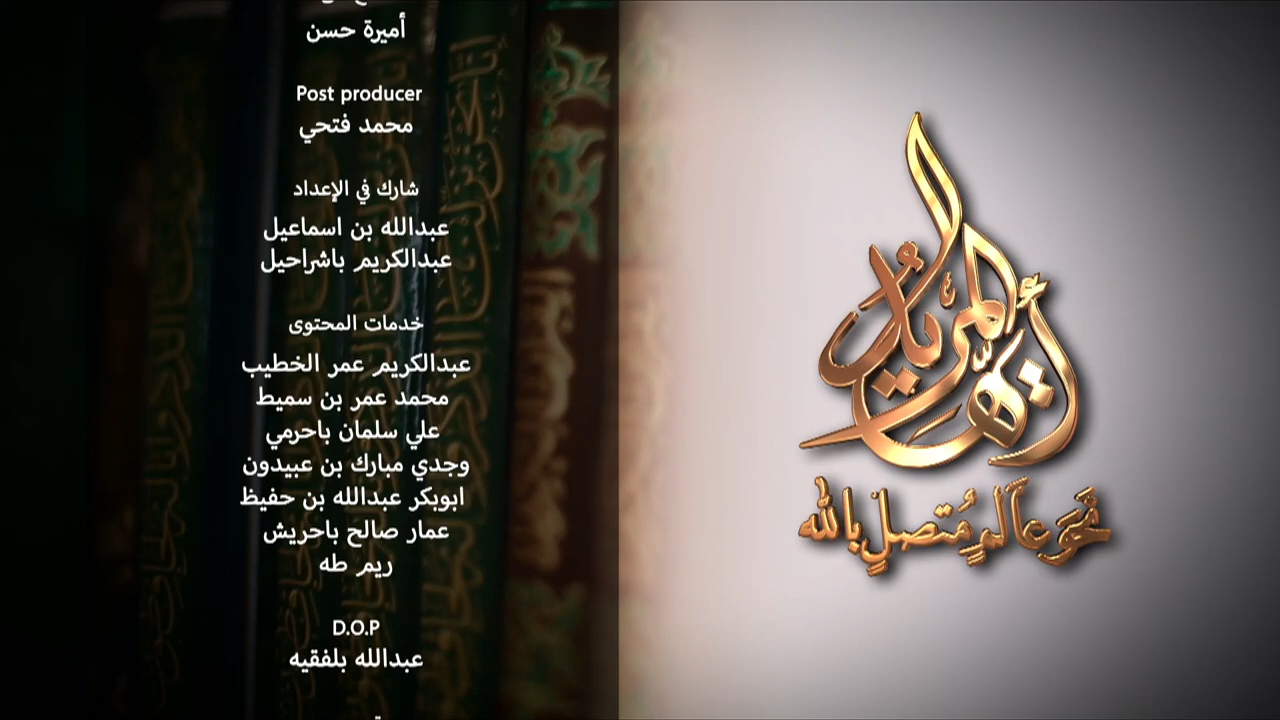 أميرة حسن
Post producer
محمد فتحي
شارك في الإعداد
عبدالله بن اسماعيل
عبدالكريم باشراحيل
خدمات المحتوى
عبدالكريم عمر الخطيب
محمد عمر بن سميط
علي سلمان باحرمي
وجدي مبارك بن عبيدون
ابوبكر عبدالله بن حفيظ
عمار صالح باحريش
ريم طه
D.O.P
عبدالله بلفقيه
أيها المريد
نحو عالم متصل بالله